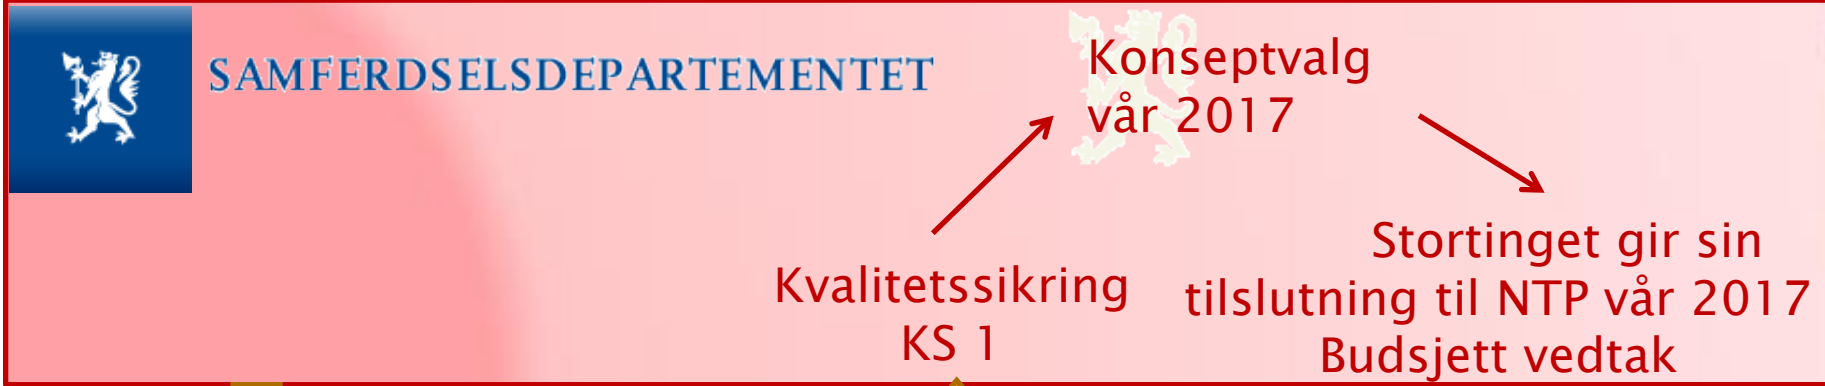 SAMFERDSELSDEPARTEMENTET
Konseptvalg
vår 2017
Kvalitetssikring
KS 1
Stortinget gir sin
tilslutning til NTP vår 2017
Budsjett vedtak